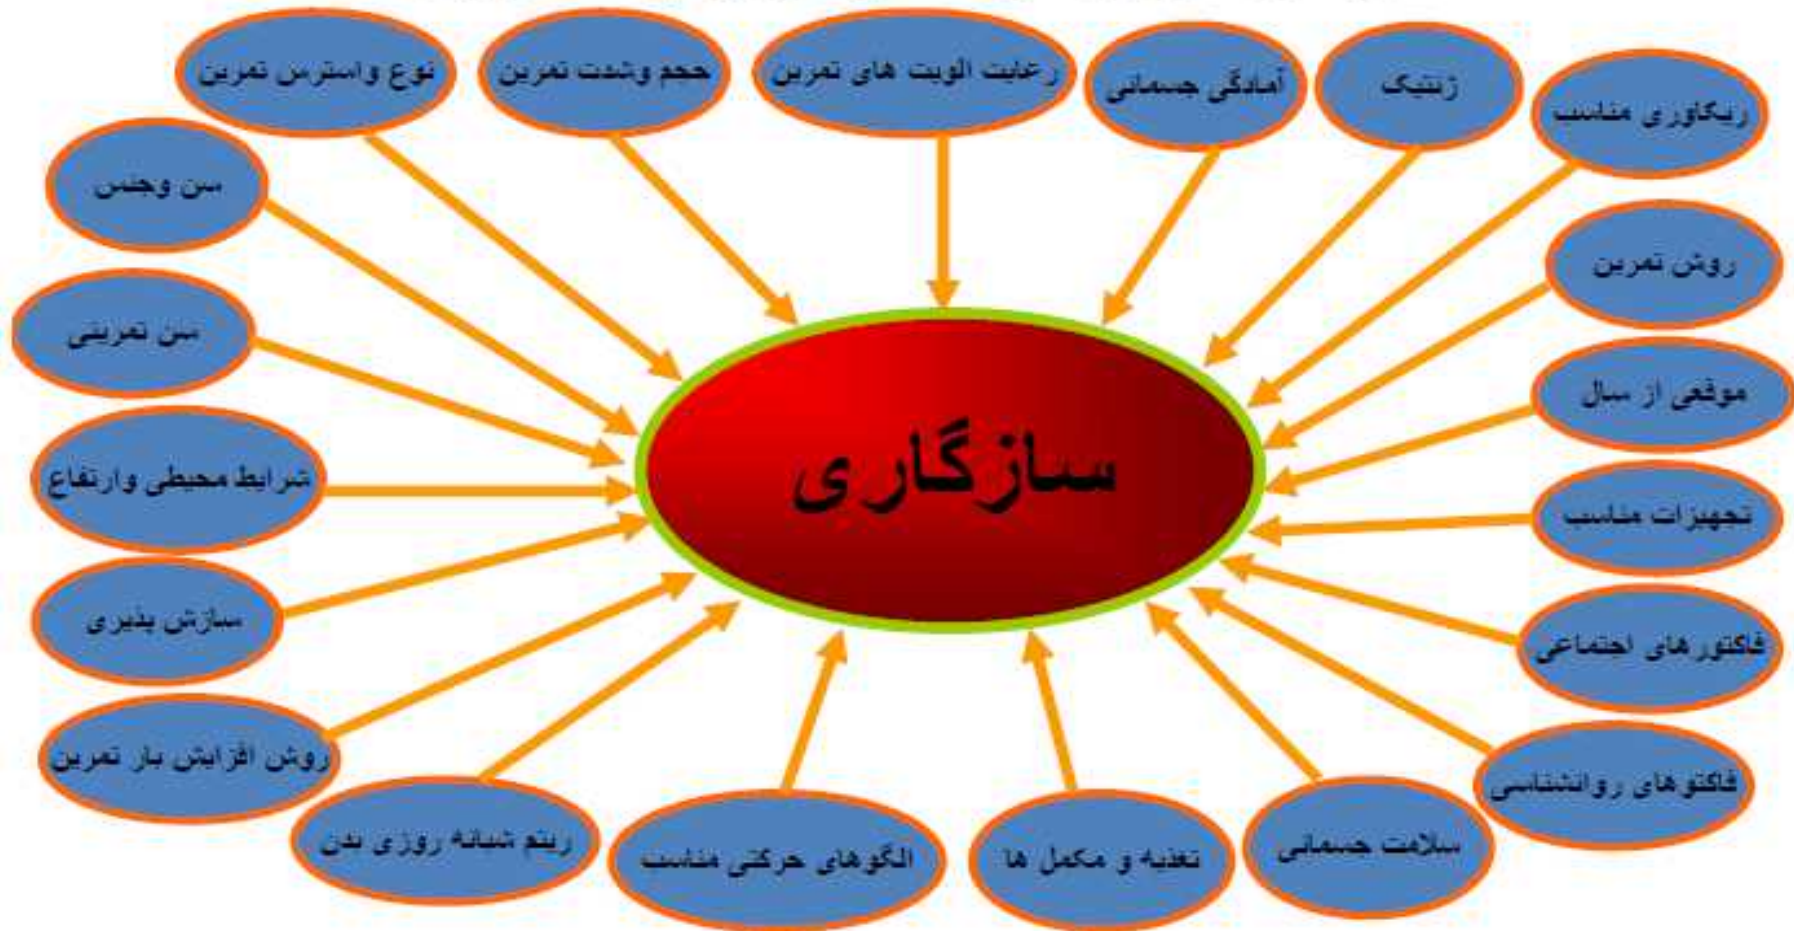 ریکاوری مناسب
ژنتیک
آمادگی جسمانی
رعایت الویت های تمرین
حجم وشدت تمرین
نوع واسترس تمرین
سن وجنس
روش تمرین
سن تمرینی
موقعی از سال
سازگاری
شرایط محیطی وارتفاع
تجهیزات مناسب
سازش پذیری
فاکتورهای اجتماعی
روش افزایش بار تمرین
فاکتوهای روانشناسی
ریتم شبانه روزی بدن
الگوهای حرکتی مناسب
تغذیه و مکمل ها
سلامت جسمانی